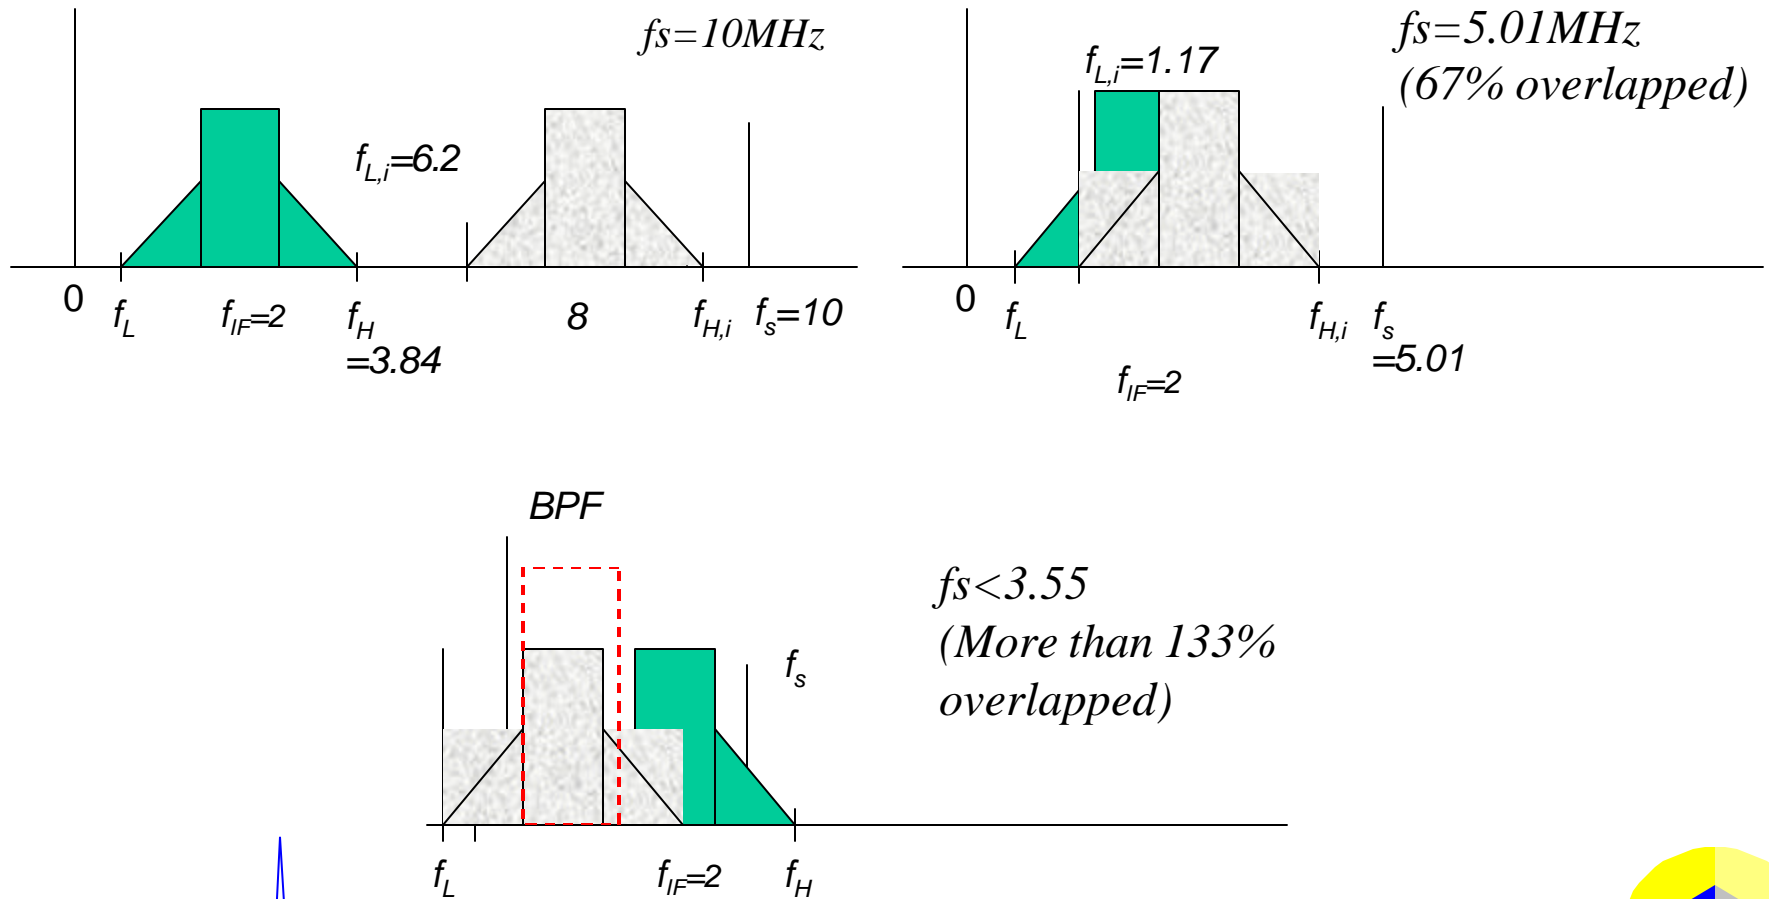 fs=10MHz
f_L,i=6.2
0
f_L
f_IF=2
f_H
=3.84
8
f_H,i
f_s=10
fs=5.01MHz
(67% overlapped)
f_L,i=1.17
0
f_L
f_H,i
f_s
=5.01
f_IF=2
BPF
f_s
fs<3.55
(More than 133%
overlapped)
f_L
f_IF=2
f_H